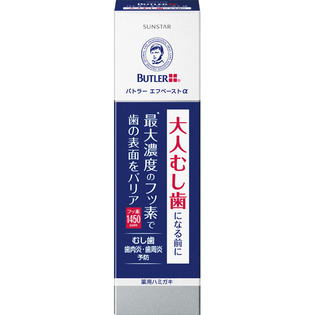 SUNSTAR
BUTLER
バトラー エフペーストα
大人むし歯になる前に
*最大濃度のフッ素で
歯の表面をバリア
フッ素
1450
ppm
むし歯
歯肉炎・歯周炎
予防
薬用ハミガキ